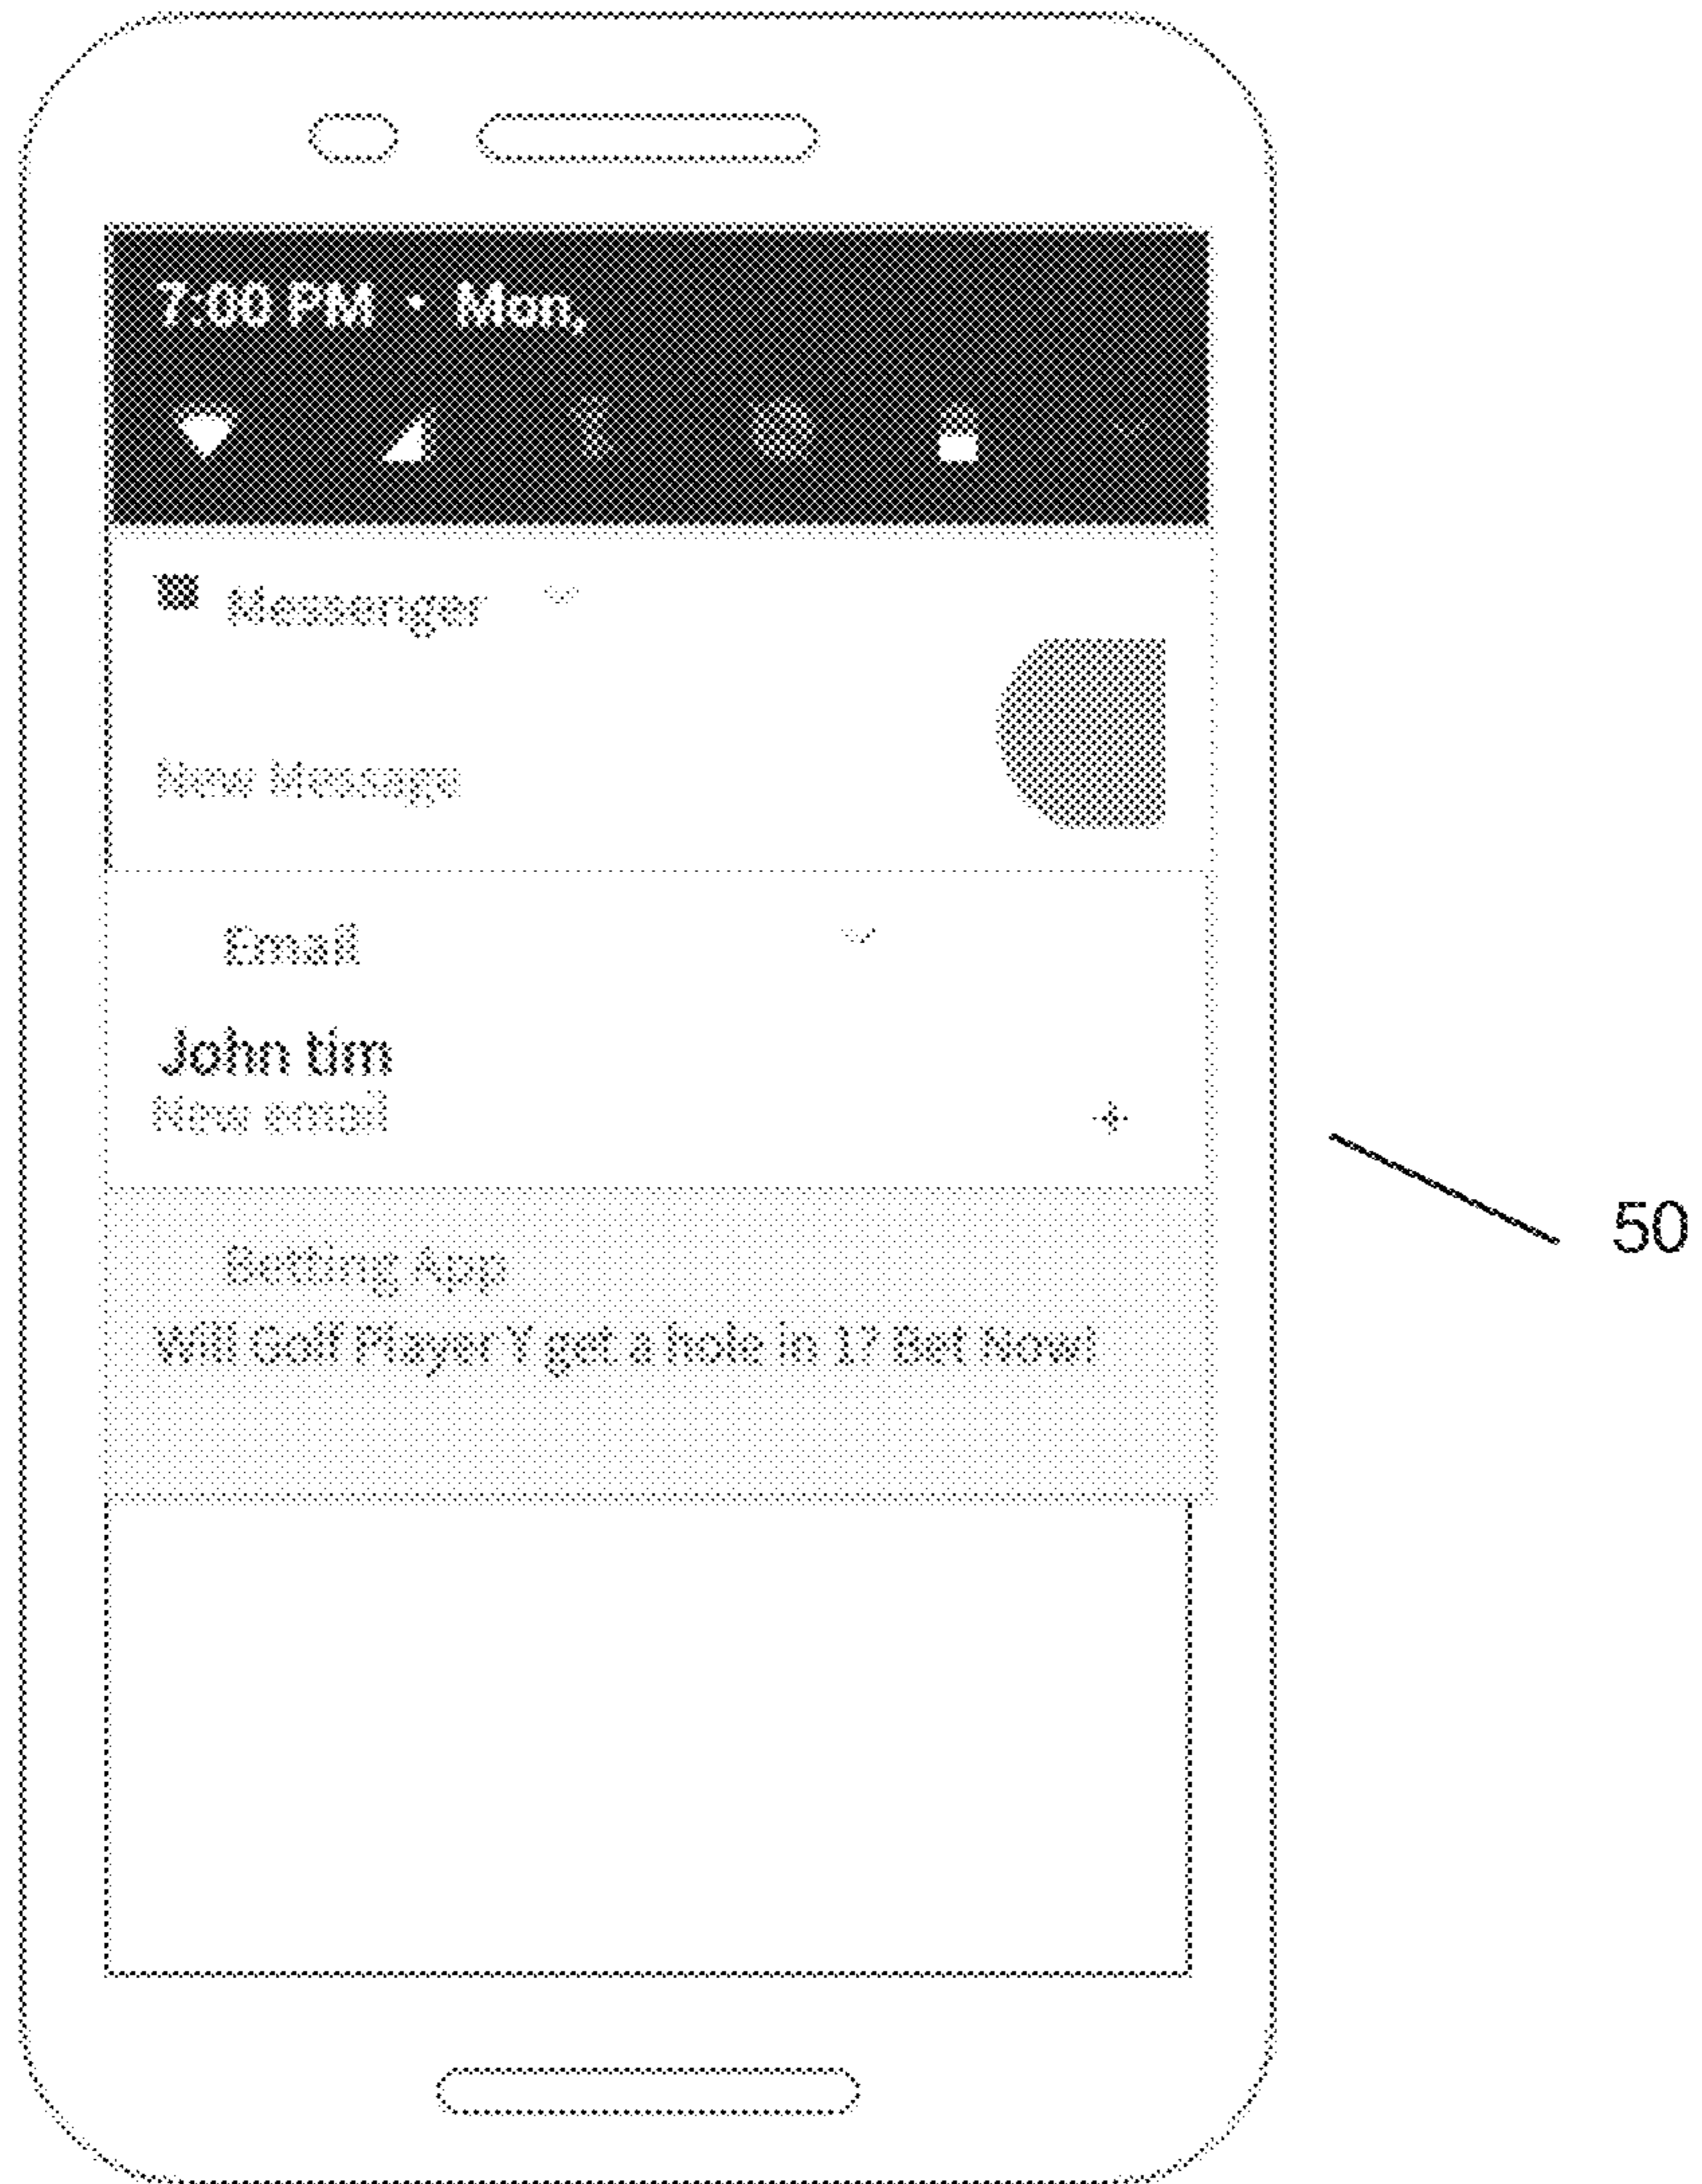 7:00 PM • Mon,
Messenger
New Message
Email
John tim
New email
Betting App
Will Golf Player Y get a hole in 1? Bet Now!
50